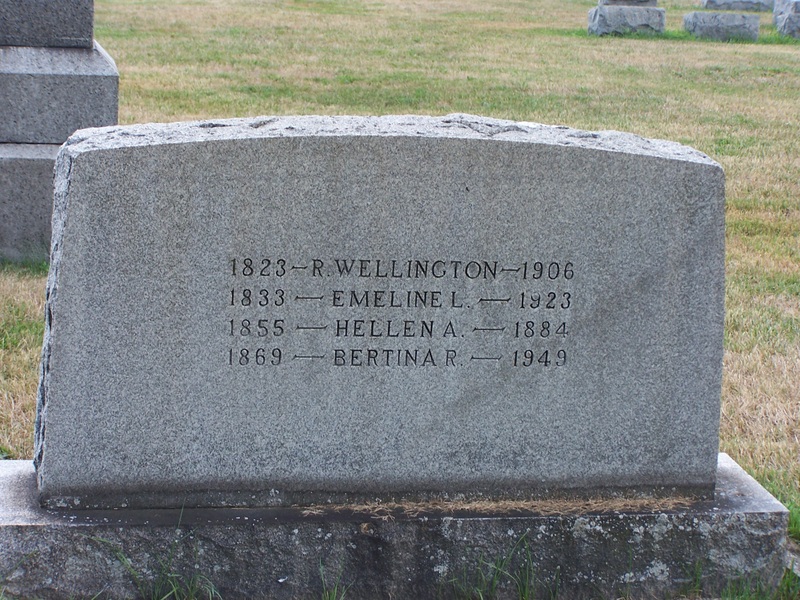 1823—R. WELLINGTON—1906
1833 — EMELINE L. — 1923
1855 — HELLEN A. — 1884
1869 — BERTINA R. — 1949